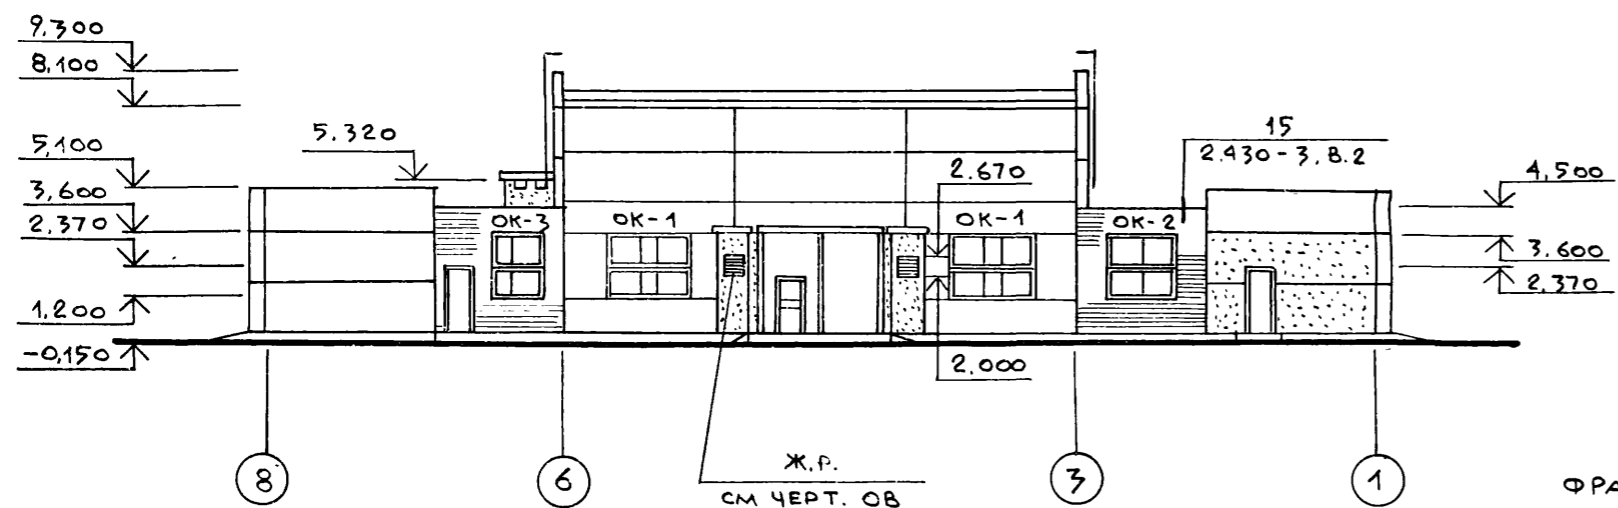 9,300
8,100
5.320
15
5,100
2.430-3.В.2
2.670
4,500
3,600
2,370
ОК-3
ОК-1
ОК-1
ОК-2
3.600
2,370
1,200
-0,150
2.000
Ж.Р.
СМ ЧЕРТ. ОВ
8
6
3
1
ФРА